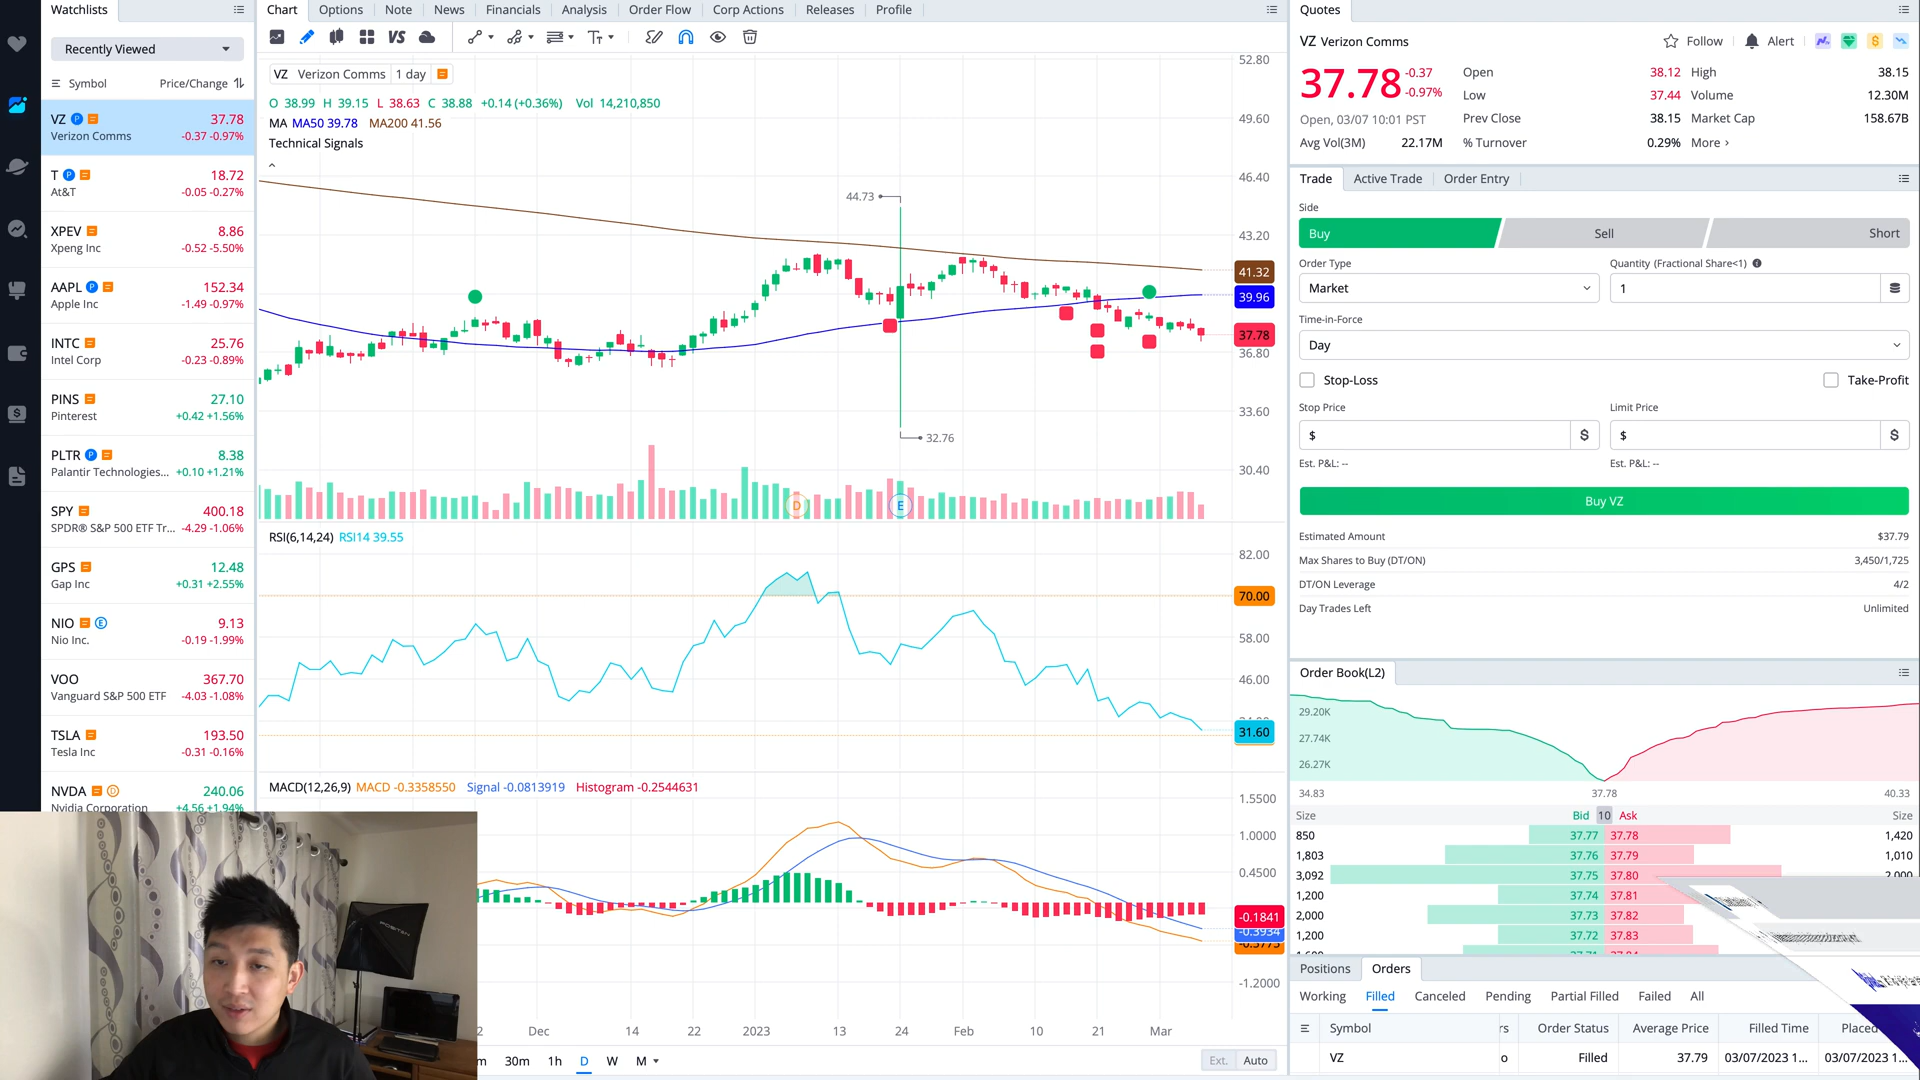 Watchlists
Recently Viewed
Symbol Price/Change
VZ 37.78
Verizon Comms -0.37 -0.97%
T 18.72
At&T -0.05 -0.27%
XPEV 8.86
Xpeng Inc -0.52 -5.50%
AAPL 152.34
Apple Inc -1.49 -0.97%
INTC 25.76
Intel Corp -0.23 -0.89%
PINS 27.10
Pinterest +0.42 +1.56%
PLTR 8.38
Palantir Technologies... +0.10 +1.21%
SPY 400.18
SPDR® S&P 500 ETF Tr... -4.29 -1.06%
GPS 12.48
Gap Inc +0.31 +2.55%
NIO 9.13
Nio Inc. -0.19 -1.99%
VOO 367.70
Vanguard S&P 500 ETF -4.03 -1.08%
TSLA 193.50
Tesla Inc -0.31 -0.16%
NVDA 240.06
Nvidia Corporation +4.56 +1.94%
Chart Options Note News Financials Analysis Order Flow Corp Actions Releases Profile
VS
VZ Verizon Comms 1 day
O 38.99 H 39.15 L 38.63 C 38.88 +0.14 (+0.36%) Vol 14,210,850
MA MA50 39.78 MA200 41.56
Technical Signals
52.80
49.60
46.40
44.73
43.20
41.32
39.96
37.78
36.80
33.60
32.76
30.40
D E
RSI(6,14,24) RSI14 39.55
82.00
70.00
58.00
46.00
31.60
MACD(12,26,9) MACD -0.3358550 Signal -0.0813919 Histogram -0.2544631
1.5500
1.0000
0.4500
-0.1841
-0.3934
-1.2000
2 Dec 14 22 2023 13 24 Feb 10 21 Mar
m 30m 1h D W M Ext. Auto
Quotes
VZ Verizon Comms Follow Alert
37.78 -0.37 -0.97%
Open, 03/07 10:01 PST
Open 38.12 High 38.15
Low 37.44 Volume 12.30M
Prev Close 38.15 Market Cap 158.67B
Avg Vol(3M) 22.17M % Turnover 0.29% More ›
Trade Active Trade Order Entry
Side
Buy Sell Short
Order Type Quantity (Fractional Share<1)
Market 1
Time-in-Force
Day
Stop-Loss Take-Profit
Stop Price Limit Price
$ $ $ $
Est. P&L: -- Est. P&L: --
Buy VZ
Estimated Amount $37.79
Max Shares to Buy (DT/ON) 3,450/1,725
DT/ON Leverage 4/2
Day Trades Left Unlimited
Order Book(L2)
29.20K
27.74K
26.27K
34.83 37.78 40.33
Size Bid 10 Ask Size
850 37.77 37.78 1,420
1,803 37.76 37.79 1,010
3,092 37.75 37.80 2,000
1,200 37.74 37.81
2,000 37.73 37.82
1,200 37.72 37.83
Positions Orders
Working Filled Canceled Pending Partial Filled Failed All
Symbol rs Order Status Average Price Filled Time Placed
VZ o Filled 37.79 03/07/2023 1... 03/07/2023 1...